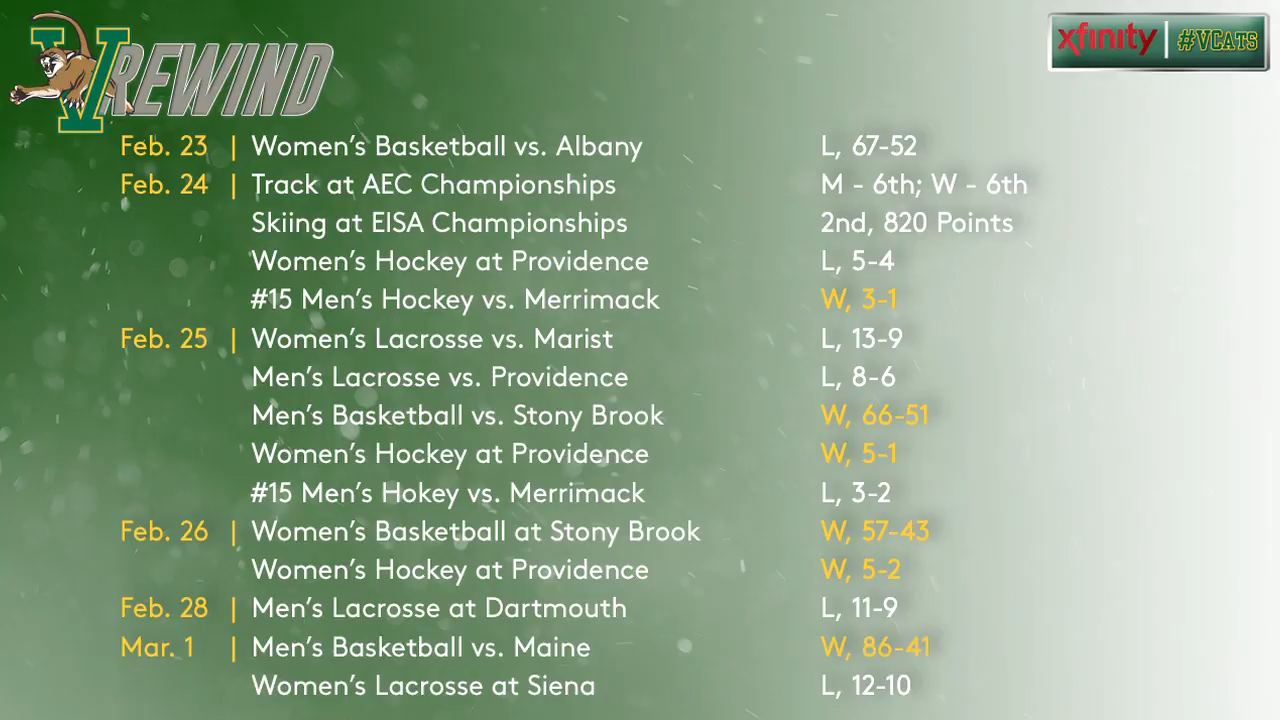 V REWIND
xfinity | #VCATS
Feb. 23 | Women's Basketball vs. Albany L, 67-52
Feb. 24 | Track at AEC Championships M - 6th; W - 6th
Skiing at EISA Championships 2nd, 820 Points
Women's Hockey at Providence L, 5-4
#15 Men's Hockey vs. Merrimack W, 3-1
Feb. 25 | Women's Lacrosse vs. Marist L, 13-9
Men's Lacrosse vs. Providence L, 8-6
Men's Basketball vs. Stony Brook W, 66-51
Women's Hockey at Providence W, 5-1
#15 Men's Hokey vs. Merrimack L, 3-2
Feb. 26 | Women's Basketball at Stony Brook W, 57-43
Women's Hockey at Providence W, 5-2
Feb. 28 | Men's Lacrosse at Dartmouth L, 11-9
Mar. 1 | Men's Basketball vs. Maine W, 86-41
Women's Lacrosse at Siena L, 12-10